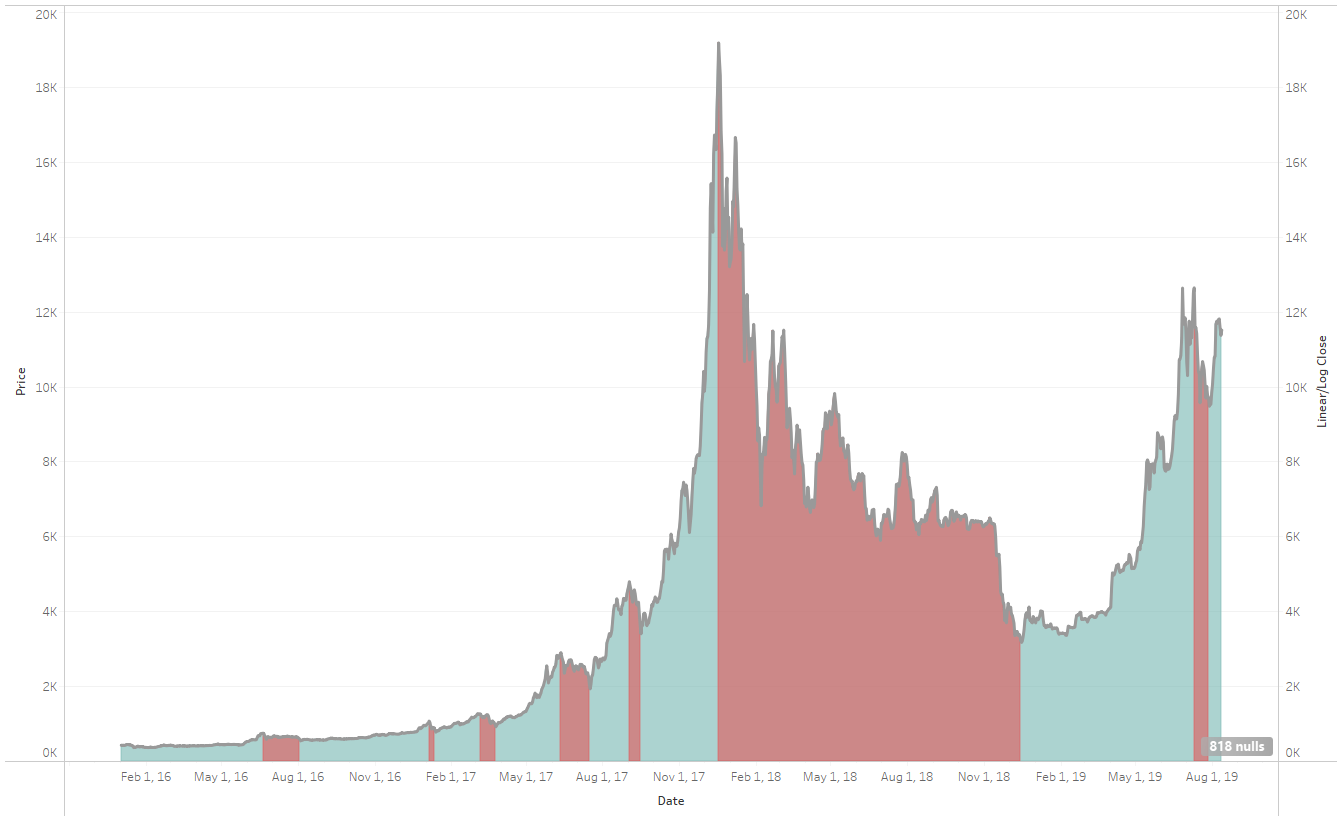 20K
18K
16K
14K
12K
10K
8K
6K
4K
2K
0K
Price
20K
18K
16K
14K
12K
10K
8K
6K
4K
2K
0K
Linear/Log Close
818 nulls
Feb 1, 16 May 1, 16 Aug 1, 16 Nov 1, 16 Feb 1, 17 May 1, 17 Aug 1, 17 Nov 1, 17 Feb 1, 18 May 1, 18 Aug 1, 18 Nov 1, 18 Feb 1, 19 May 1, 19 Aug 1, 19
Date